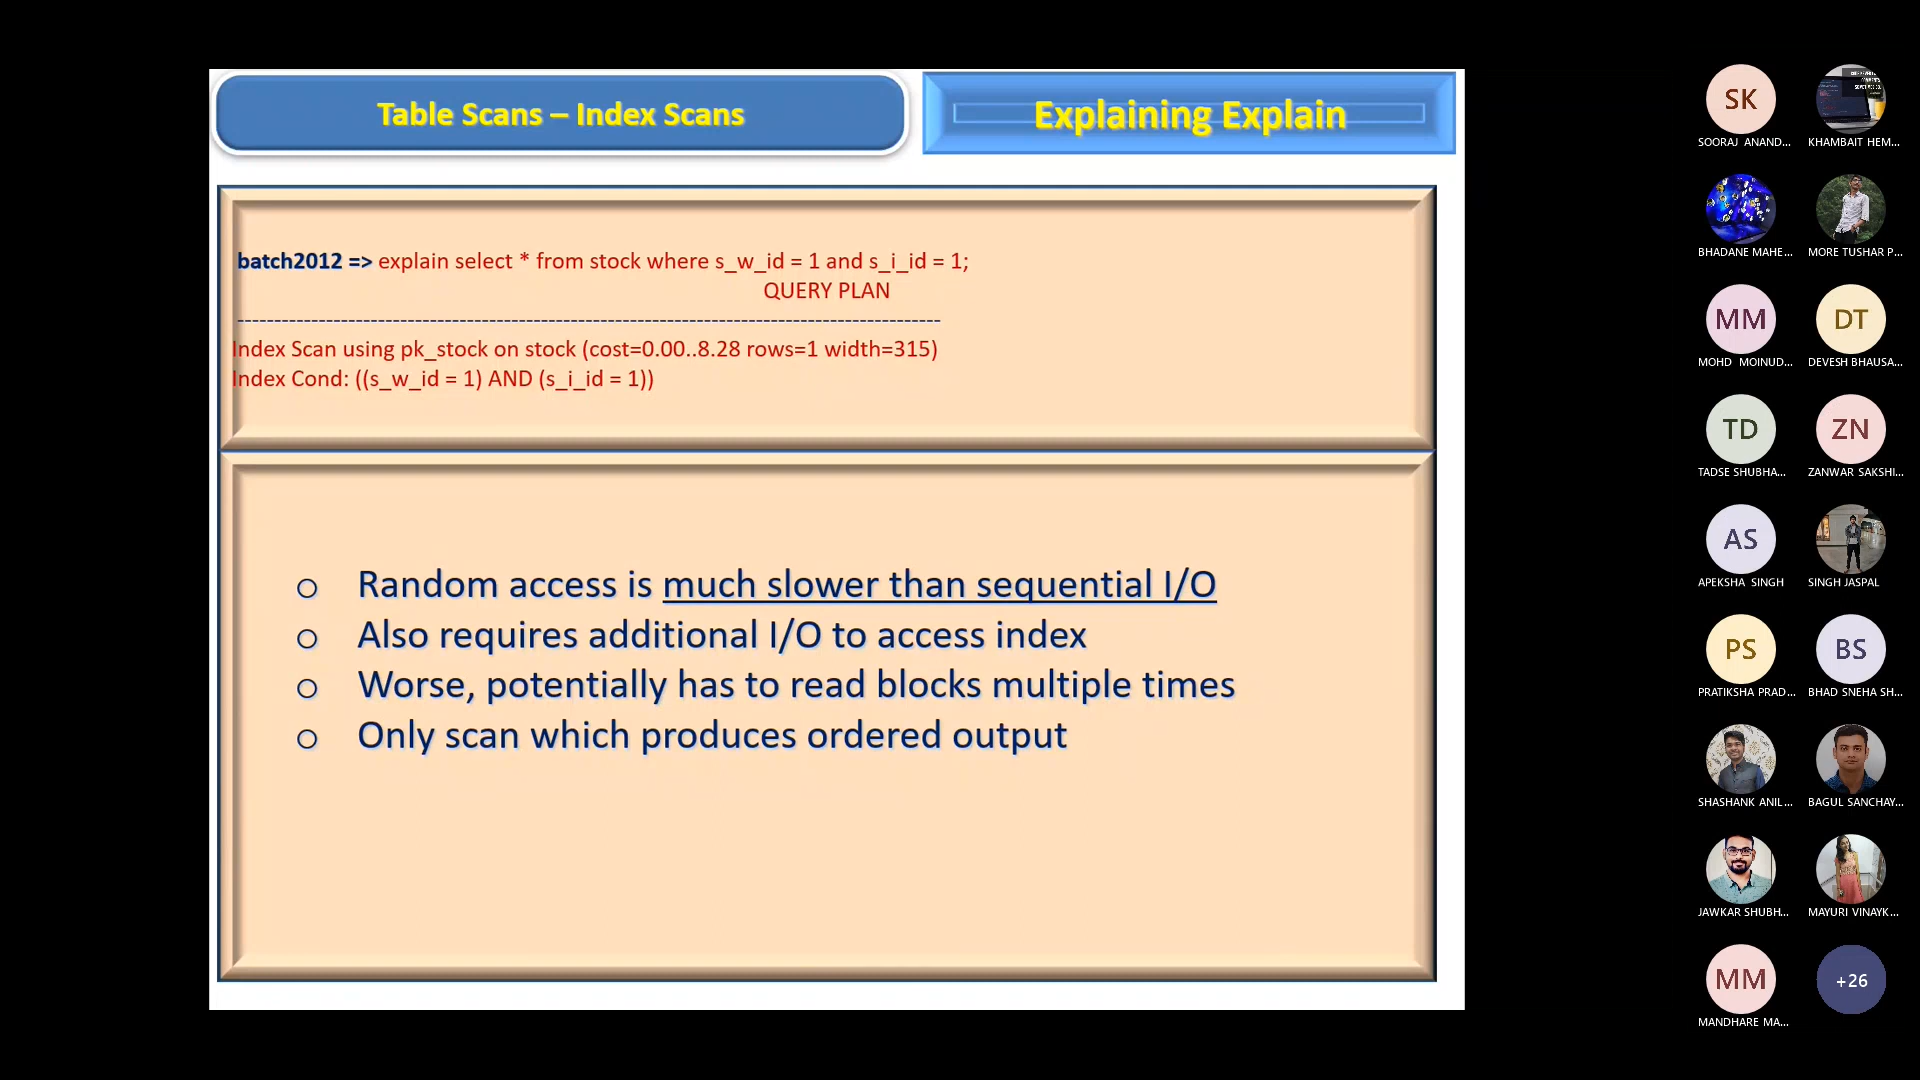 Table Scans – Index Scans
Explaining Explain
batch2012 => explain select * from stock where s_w_id = 1 and s_i_id = 1;
QUERY PLAN
-----------------------------------------------------------------------------------------------
Index Scan using pk_stock on stock (cost=0.00..8.28 rows=1 width=315)
Index Cond: ((s_w_id = 1) AND (s_i_id = 1))
o Random access is much slower than sequential I/O
o Also requires additional I/O to access index
o Worse, potentially has to read blocks multiple times
o Only scan which produces ordered output
SK
SOORAJ ANAND...
KHAMBAIT HEM...
BHADANE MAHE...
MORE TUSHAR P...
MM
DT
MOHD MOINUD...
DEVESH BHAUSA...
TD
ZN
TADSE SHUBHA...
ZANWAR SAKSHI...
AS
APEKSHA SINGH
SINGH JASPAL
PS
BS
PRATIKSHA PRAD...
BHAD SNEHA SH...
SHASHANK ANIL...
BAGUL SANCHAY...
JAWKAR SHUBH...
MAYURI VINAYK...
MM
+26
MANDHARE MA...